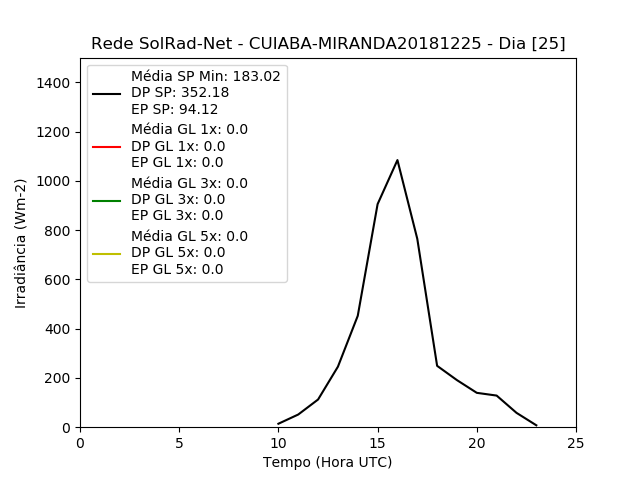 Rede SolRad-Net - CUIABA-MIRANDA20181225 - Dia [25]
Média SP Min: 183.02
DP SP: 352.18
EP SP: 94.12
Média GL 1x: 0.0
DP GL 1x: 0.0
EP GL 1x: 0.0
Média GL 3x: 0.0
DP GL 3x: 0.0
EP GL 3x: 0.0
Média GL 5x: 0.0
DP GL 5x: 0.0
EP GL 5x: 0.0
Irradiância (Wm-2)
1400
1200
1000
800
600
400
200
0
0 5 10 15 20 25
Tempo (Hora UTC)